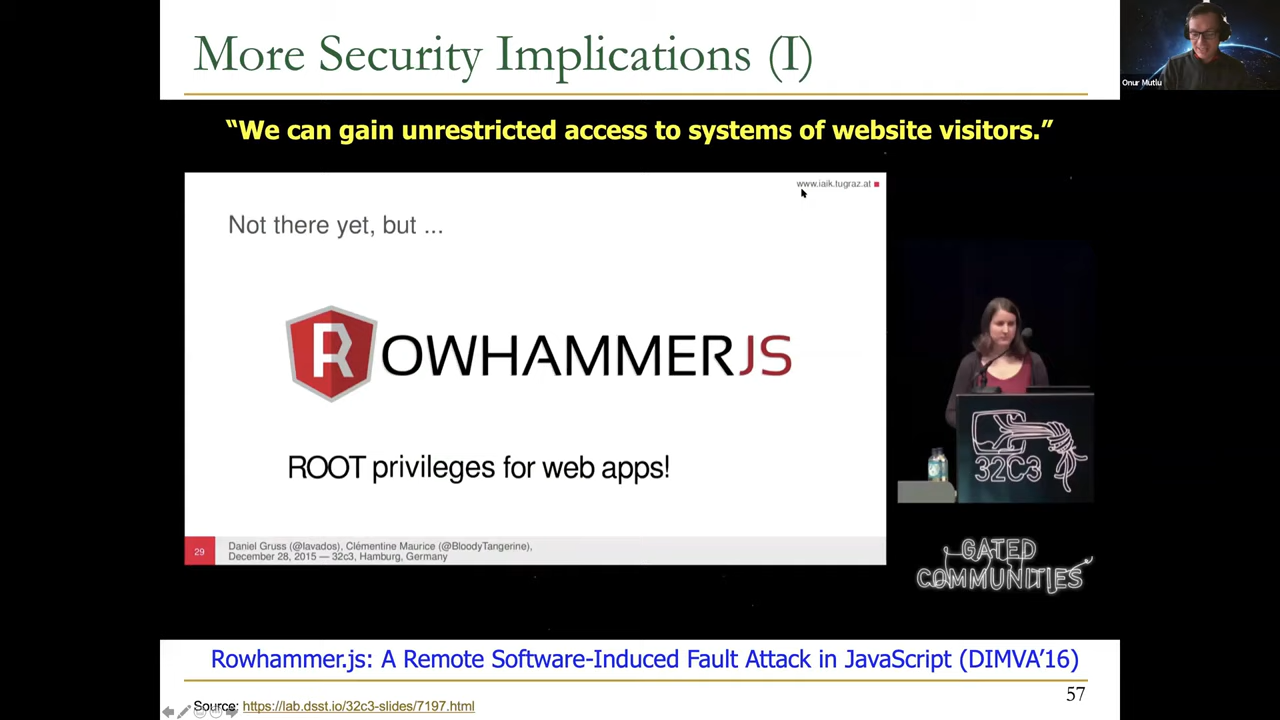 More Security Implications (I)
Onur Mutlu
“We can gain unrestricted access to systems of website visitors.”
www.iaik.tugraz.at
Not there yet, but ...
ROWHAMMERJS
ROOT privileges for web apps!
32C3
29
Daniel Gruss (@lavados), Clémentine Maurice (@BloodyTangerine),
December 28, 2015 — 32c3, Hamburg, Germany
GATED
COMMUNITIES
Rowhammer.js: A Remote Software-Induced Fault Attack in JavaScript (DIMVA’16)
57
Source: https://lab.dsst.io/32c3-slides/7197.html